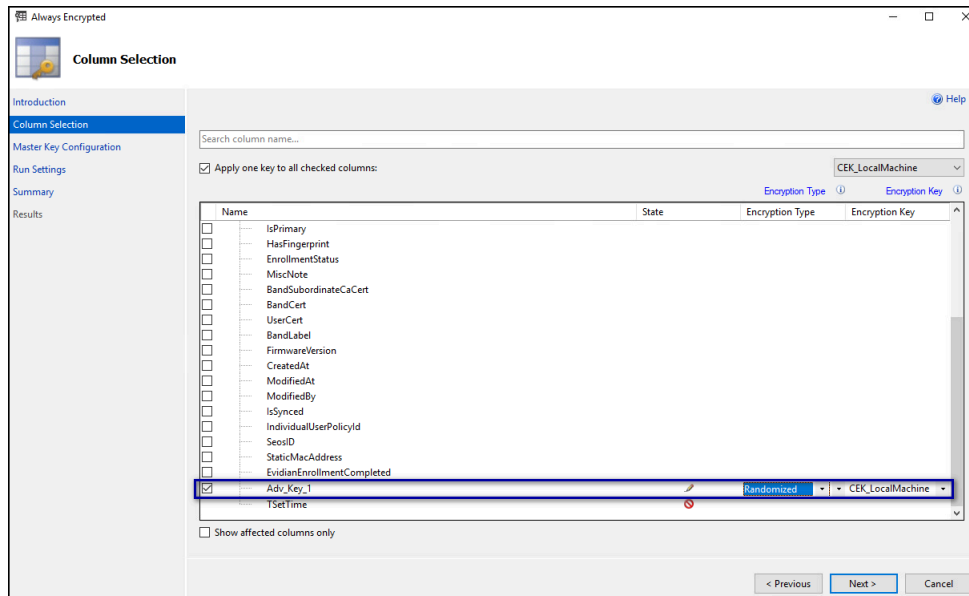 Always Encrypted
Column Selection
Introduction
Column Selection
Master Key Configuration
Run Settings
Summary
Results
Help
Search column name...
Apply one key to all checked columns:
CEK_LocalMachine
Encryption Type
Encryption Key
Name
State
Encryption Type
Encryption Key
IsPrimary
HasFingerprint
EnrollmentStatus
MiscNote
BandSubordinateCaCert
BandCert
UserCert
BandLabel
FirmwareVersion
CreatedAt
ModifiedAt
ModifiedBy
IsSynced
IndividualUserPolicyId
SeosID
StaticMacAddress
EvidianEnrollmentCompleted
Adv_Key_1 Randomized CEK_LocalMachine
TSetTime
Show affected columns only
< Previous
Next >
Cancel